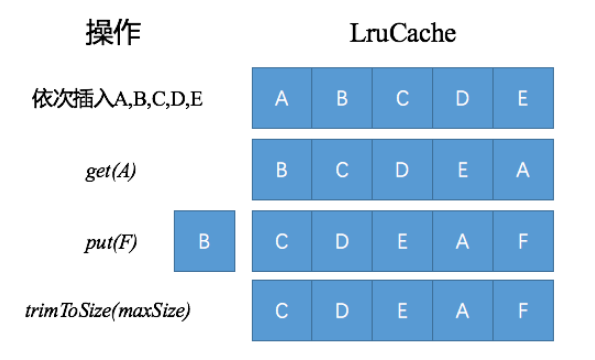 操作 LruCache
依次插入A,B,C,D,E A B C D E
get(A) B C D E A
put(F) B C D E A F
trimToSize(maxSize) C D E A F